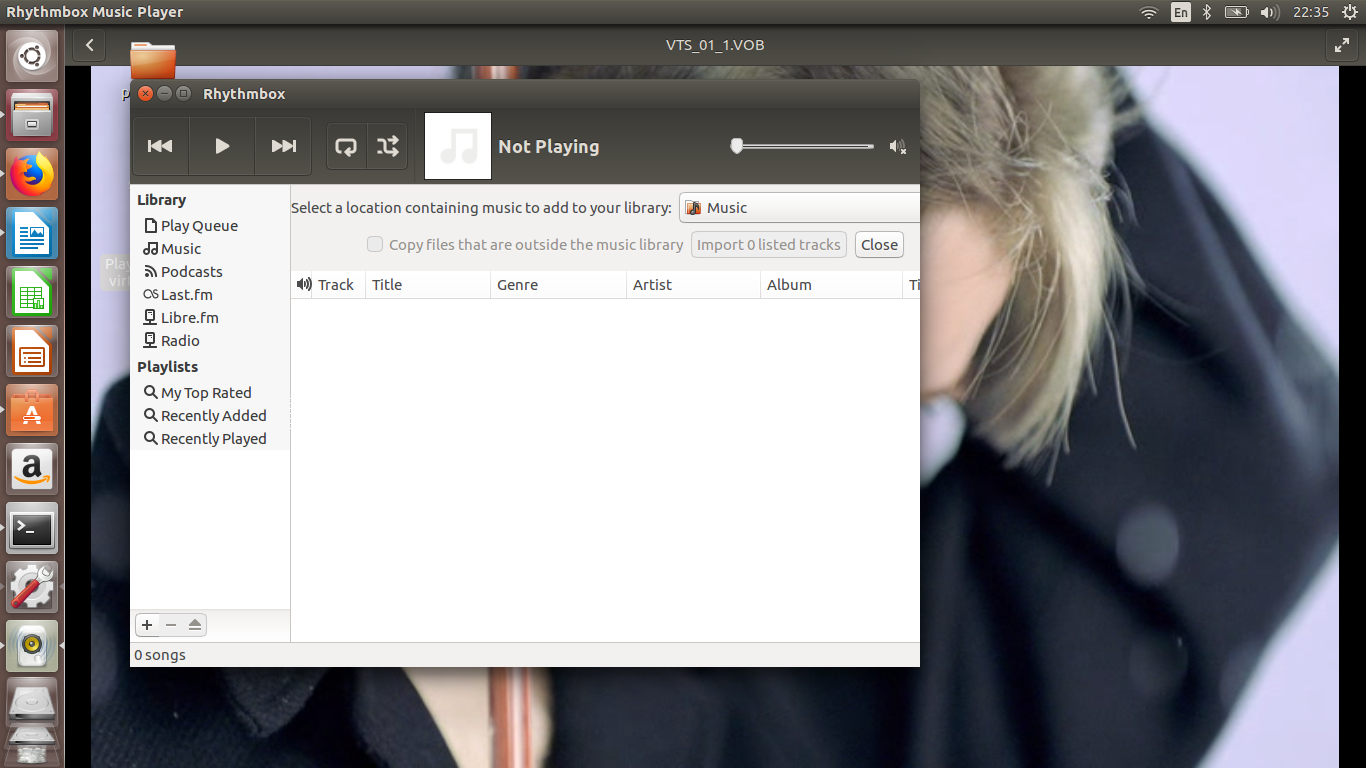 Rhythmbox Music Player
En
22:35
VTS_01_1.VOB
Rhythmbox
Not Playing
Library
Select a location containing music to add to your library:
Music
Play Queue
Copy files that are outside the music library
Import 0 listed tracks
Close
Music
Podcasts
Track
Title
Genre
Artist
Album
Ti
Last.fm
Libre.fm
Radio
Playlists
My Top Rated
Recently Added
Recently Played
0 songs